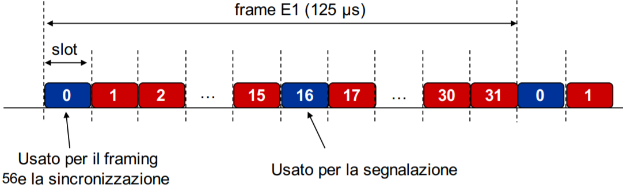 frame E1 (125 µs)
slot
0 1 2 ... 15 16 17 ... 30 31 0 1
Usato per il framing
56e la sincronizzazione
Usato per la segnalazione